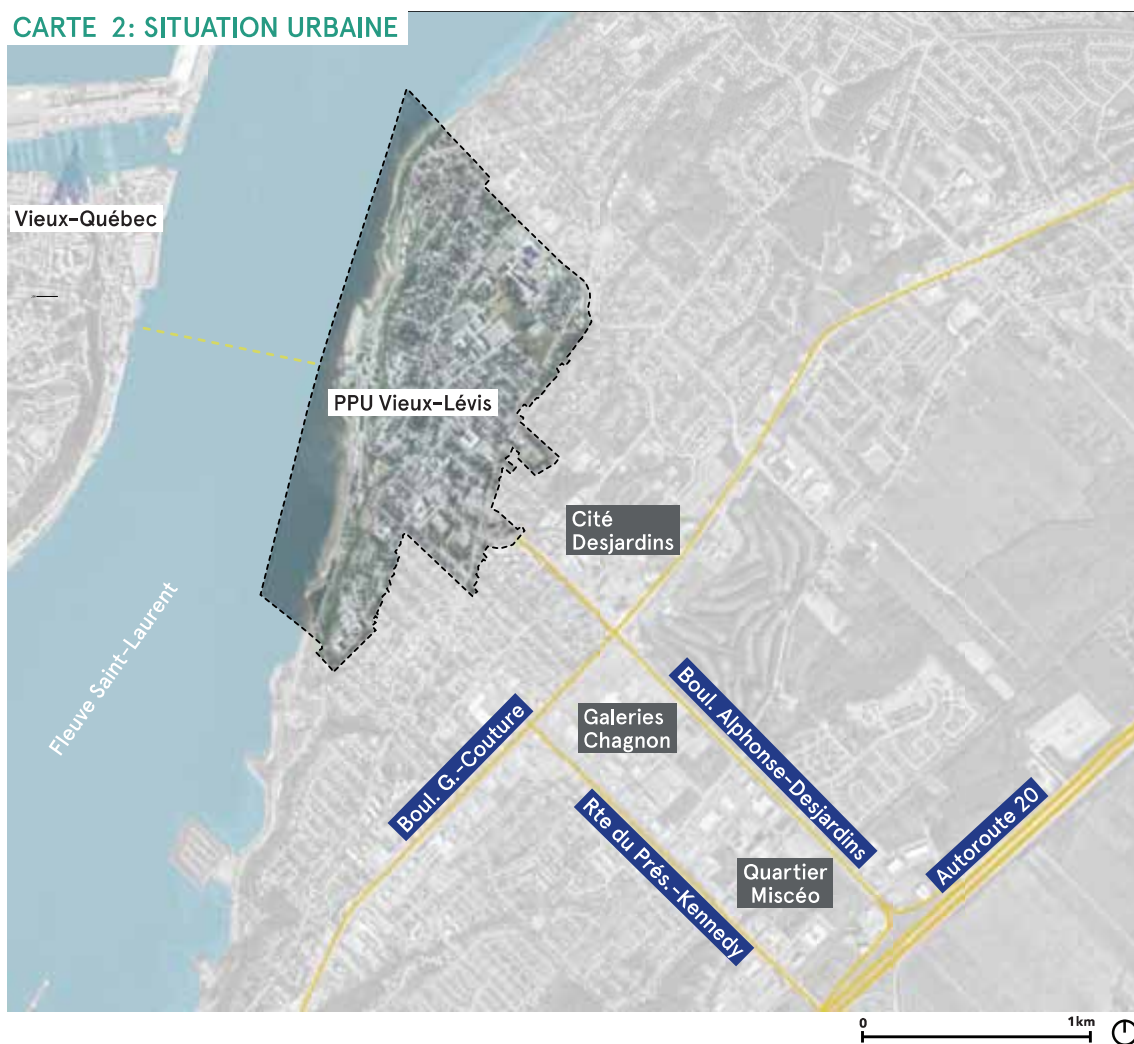 CARTE 2: SITUATION URBAINE
Vieux-Québec
PPU Vieux-Lévis
Cité
Desjardins
Fleuve Saint-Laurent
Galeries
Chagnon
Boul. Alphonse-Desjardins
Boul. G.-Couture
Rte du Prés.-Kennedy
Autoroute 20
Quartier
Miscéo
0
1km